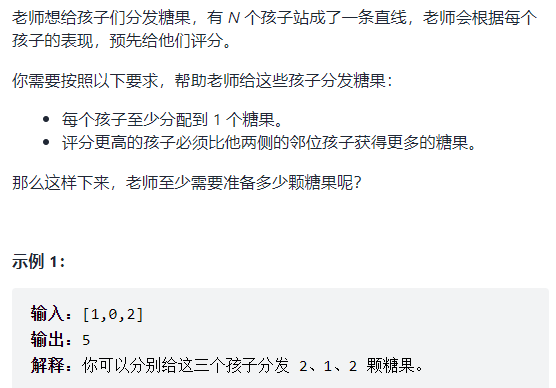 老师想给孩子们分发糖果，有 N 个孩子站成了一条直线，老师会根据每个
孩子的表现，预先给他们评分。
你需要按照以下要求，帮助老师给这些孩子分发糖果：
每个孩子至少分配到 1 个糖果。
评分更高的孩子必须比他两侧的邻位孩子获得更多的糖果。
那么这样下来，老师至少需要准备多少颗糖果呢？
示例 1：
输入：[1,0,2]
输出：5
解释：你可以分别给这三个孩子分发 2、1、2 颗糖果。